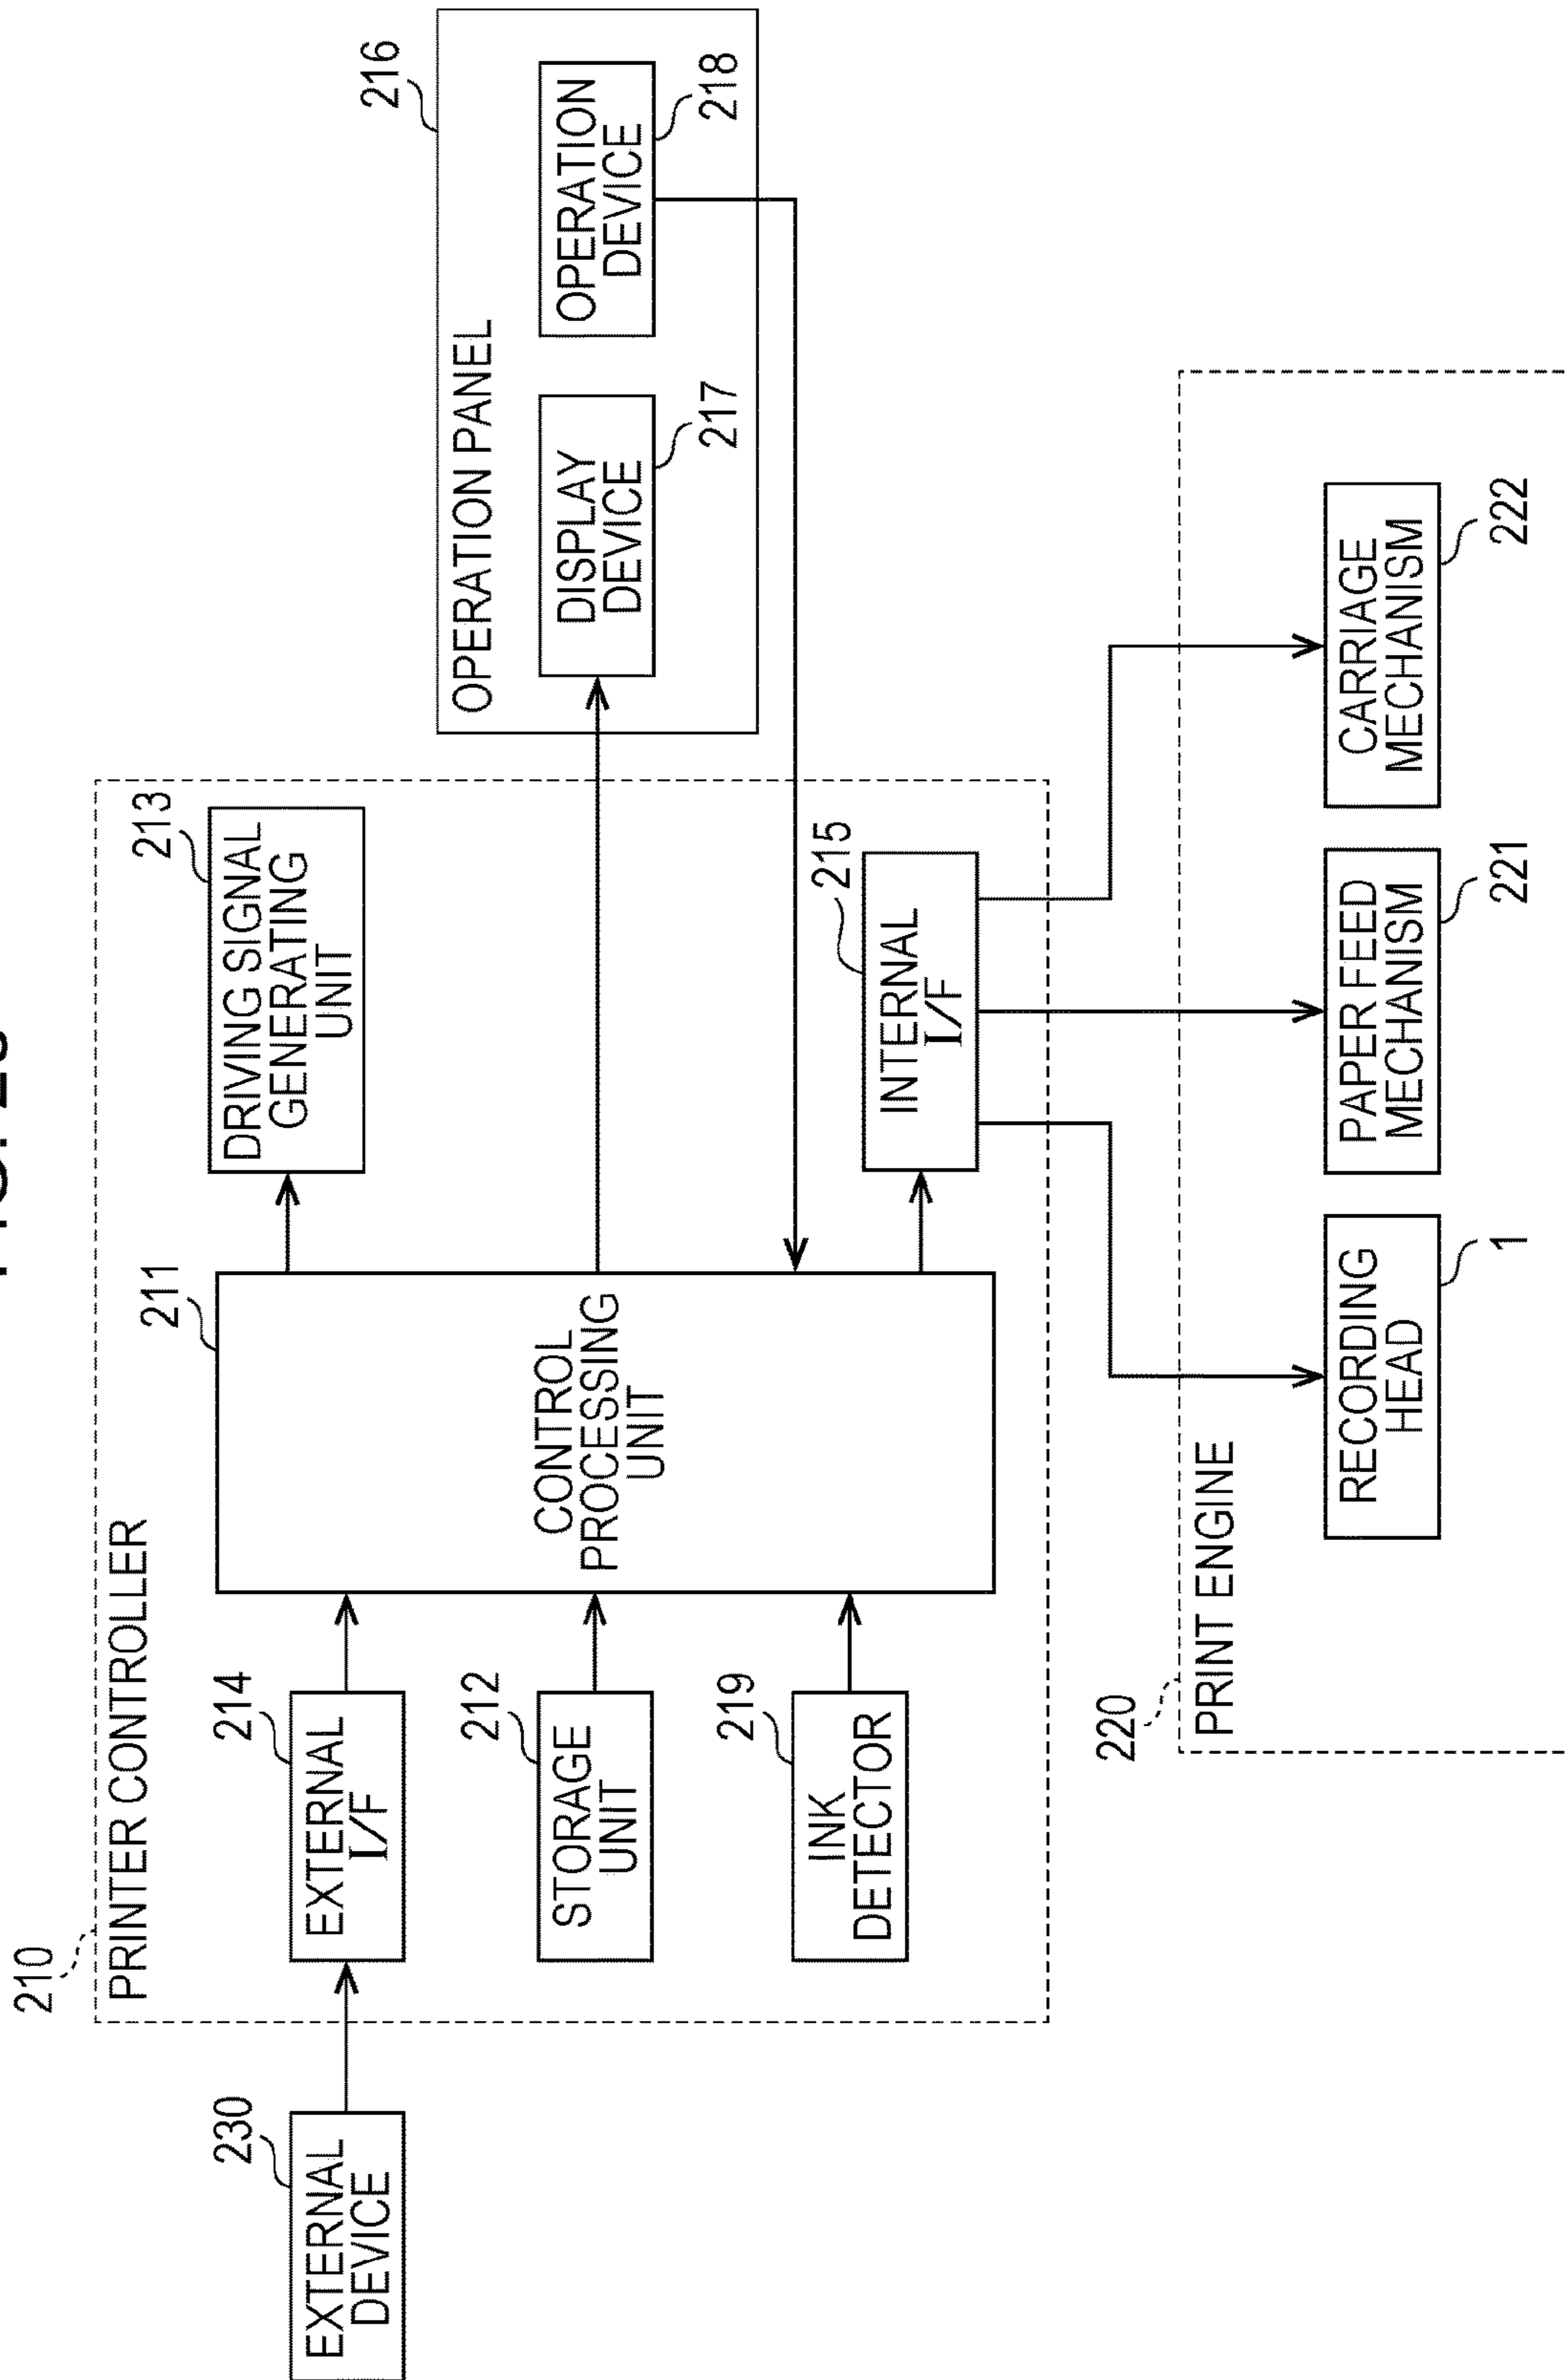 210
PRINTER CONTROLLER
230
EXTERNAL
DEVICE
214
EXTERNAL
I/F
212
STORAGE
UNIT
219
INK
DETECTOR
211
CONTROL
PROCESSING
UNIT
213
DRIVING SIGNAL
GENERATING
UNIT
215
INTERNAL
I/F
216
OPERATION PANEL
DISPLAY
DEVICE
217
OPERATION
DEVICE
218
220
PRINT ENGINE
RECORDING
HEAD
1
PAPER FEED
MECHANISM
221
CARRIAGE
MECHANISM
222